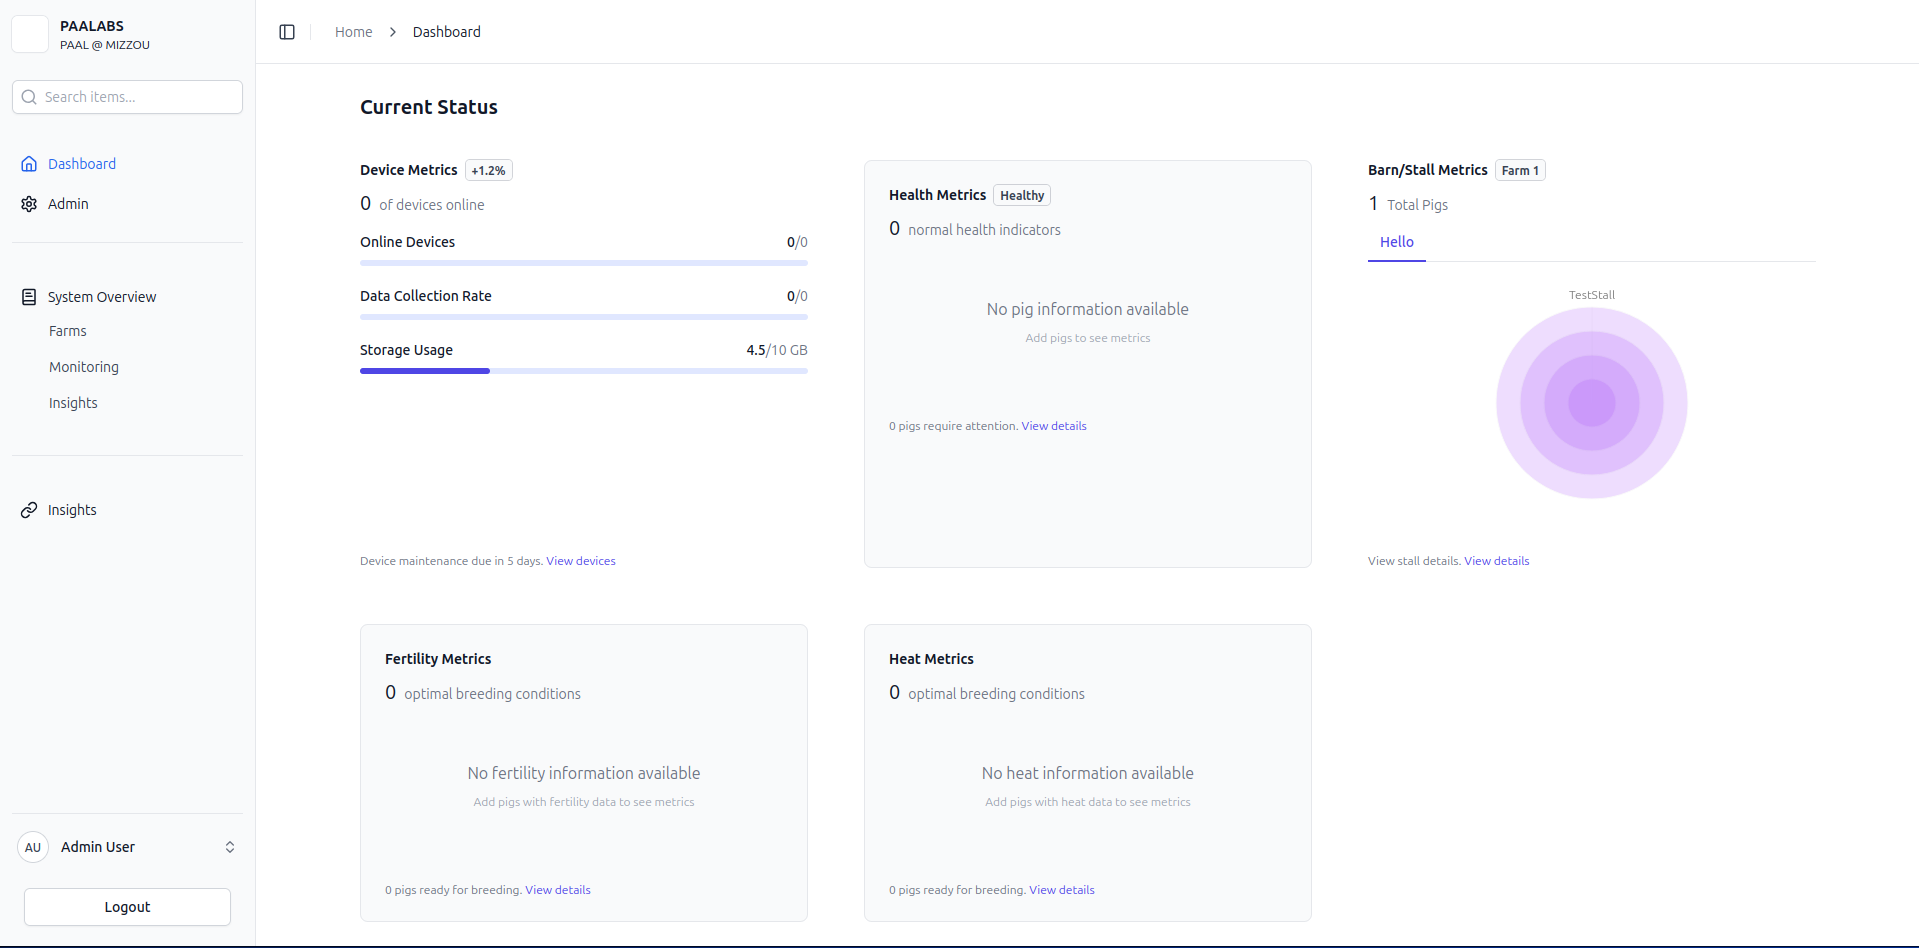 PAALABS
PAAL @ MIZZOU
Search items...
Dashboard
Admin
System Overview
Farms
Monitoring
Insights
Insights
AU Admin User
Logout
Home > Dashboard
Current Status
Device Metrics +1.2%
0 of devices online
Online Devices 0/0
Data Collection Rate 0/0
Storage Usage 4.5/10 GB
Device maintenance due in 5 days. View devices
Health Metrics Healthy
0 normal health indicators
No pig information available
Add pigs to see metrics
0 pigs require attention. View details
Barn/Stall Metrics Farm 1
1 Total Pigs
Hello
TestStall
View stall details. View details
Fertility Metrics
0 optimal breeding conditions
No fertility information available
Add pigs with fertility data to see metrics
0 pigs ready for breeding. View details
Heat Metrics
0 optimal breeding conditions
No heat information available
Add pigs with heat data to see metrics
0 pigs ready for breeding. View details